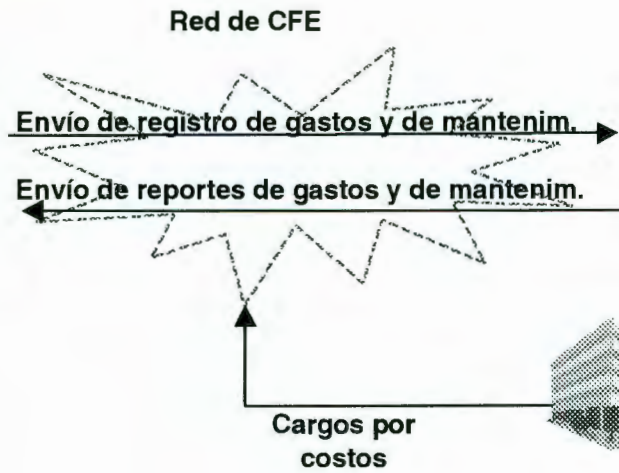 Red de CFE
Envío de registro de gastos y de mantenim.
Envío de reportes de gastos y de mantenim.
Cargos por
costos